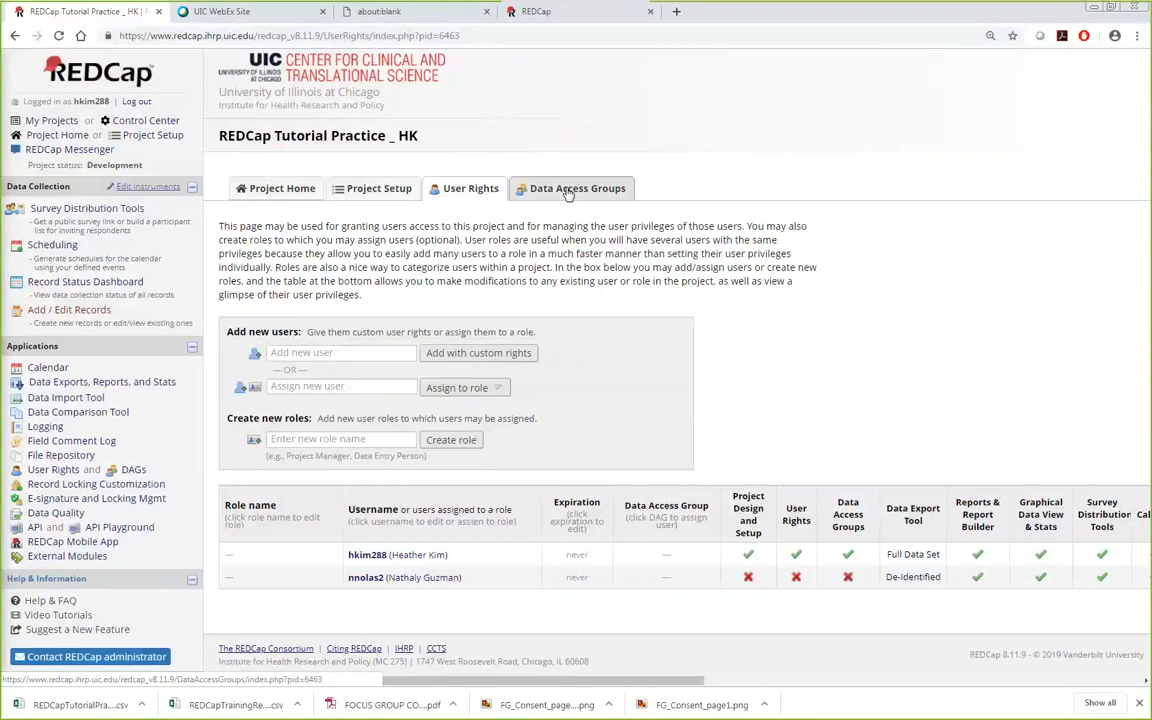 REDCap Tutorial Practice _ HK |
UIC WebEx Site
about:blank
REDCap
https://www.redcap.ihrp.uic.edu/redcap_v8.11.9/UserRights/index.php?pid=6463
REDCap
Logged in as hkim288 | Log out
My Projects or Control Center
Project Home or Project Setup
REDCap Messenger
Project status: Development
Data Collection Edit instruments
Survey Distribution Tools
- Get a public survey link or build a participant
list for inviting respondents
Scheduling
- Generate schedules for the calendar
using your defined events
Record Status Dashboard
- View data collection status of all records
Add / Edit Records
- Create new records or edit/view existing ones
Applications
Calendar
Data Exports, Reports, and Stats
Data Import Tool
Data Comparison Tool
Logging
Field Comment Log
File Repository
User Rights and DAGs
Record Locking Customization
E-signature and Locking Mgmt
Data Quality
API and API Playground
REDCap Mobile App
External Modules
Help & Information
Help & FAQ
Video Tutorials
Suggest a New Feature
Contact REDCap administrator
UIC CENTER FOR CLINICAL AND
UNIVERSITY OF ILLINOIS
AT CHICAGO TRANSLATIONAL SCIENCE
University of Illinois at Chicago
Institute for Health Research and Policy
REDCap Tutorial Practice _ HK
Project Home Project Setup User Rights Data Access Groups
This page may be used for granting users access to this project and for managing the user privileges of those users. You may also
create roles to which you may assign users (optional). User roles are useful when you will have several users with the same
privileges because they allow you to easily add many users to a role in a much faster manner than setting their user privileges
individually. Roles are also a nice way to categorize users within a project. In the box below you may add/assign users or create new
roles, and the table at the bottom allows you to make modifications to any existing user or role in the project, as well as view a
glimpse of their user privileges.
Add new users: Give them custom user rights or assign them to a role.
Add new user Add with custom rights
— OR —
Assign new user Assign to role
Create new roles: Add new user roles to which users may be assigned.
Enter new role name Create role
(e.g., Project Manager, Data Entry Person)
Role name
(click role name to edit
role)
Username or users assigned to a role
(click username to edit or assign to role)
Expiration
(click
expiration to
edit)
Data Access Group
(click DAG to assign
user)
Project
Design
and
Setup
User
Rights
Data
Access
Groups
Data Export
Tool
Reports &
Report
Builder
Graphical
Data View
& Stats
Survey
Distribution
Tools
Cal
— hkim288 (Heather Kim) never — Full Data Set
— nnolas2 (Nathaly Guzman) never — De-Identified
The REDCap Consortium | Citing REDCap | IHRP | CCTS
Institute for Health Research and Policy (MC 275) | 1747 West Roosevelt Road, Chicago, IL 60608
REDCap 8.11.9 - © 2019 Vanderbilt University
https://www.redcap.ihrp.uic.edu/redcap_v8.11.9/DataAccessGroups/index.php?pid=6463
REDCapTutorialPra....csv
REDCapTrainingRe....csv
FOCUS GROUP CO....pdf
FG_Consent_page....png
FG_Consent_page1.png
Show all